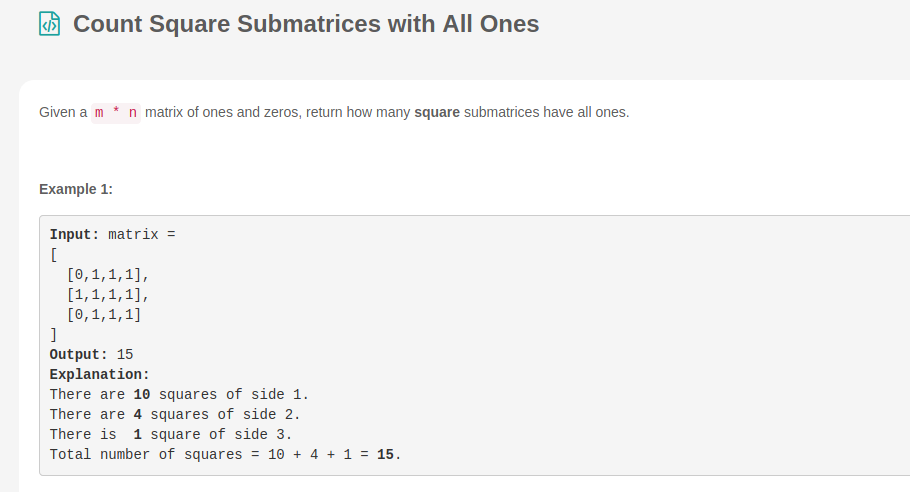 Count Square Submatrices with All Ones
Given a m * n matrix of ones and zeros, return how many square submatrices have all ones.
Example 1:
Input: matrix =
[
  [0,1,1,1],
  [1,1,1,1],
  [0,1,1,1]
]
Output: 15
Explanation:
There are 10 squares of side 1.
There are 4 squares of side 2.
There is  1 square of side 3.
Total number of squares = 10 + 4 + 1 = 15.